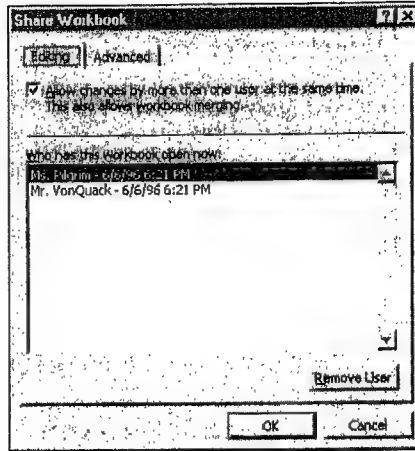 Share Workbook
Editing Advanced
Allow changes by more than one user at the same time.
This also allows workbook merging.
Who has this workbook open now:
Ms. Pilgrim - 6/6/96 6:21 PM
Mr. VonQuack - 6/6/96 6:21 PM
Remove User
OK Cancel